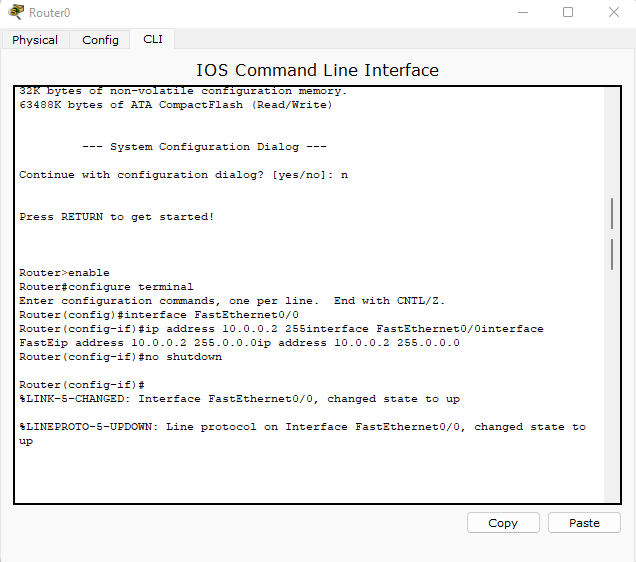 Router0
Physical Config CLI
IOS Command Line Interface
32K bytes of non-volatile configuration memory.
63488K bytes of ATA CompactFlash (Read/Write)
--- System Configuration Dialog ---
Continue with configuration dialog? [yes/no]: n
Press RETURN to get started!
Router>enable
Router#configure terminal
Enter configuration commands, one per line.  End with CNTL/Z.
Router(config)#interface FastEthernet0/0
Router(config-if)#ip address 10.0.0.2 255interface FastEthernet0/0interface
FastEip address 10.0.0.2 255.0.0.0ip address 10.0.0.2 255.0.0.0
Router(config-if)#no shutdown
Router(config-if)#
%LINK-5-CHANGED: Interface FastEthernet0/0, changed state to up
%LINEPROTO-5-UPDOWN: Line protocol on Interface FastEthernet0/0, changed state to
up
Copy Paste